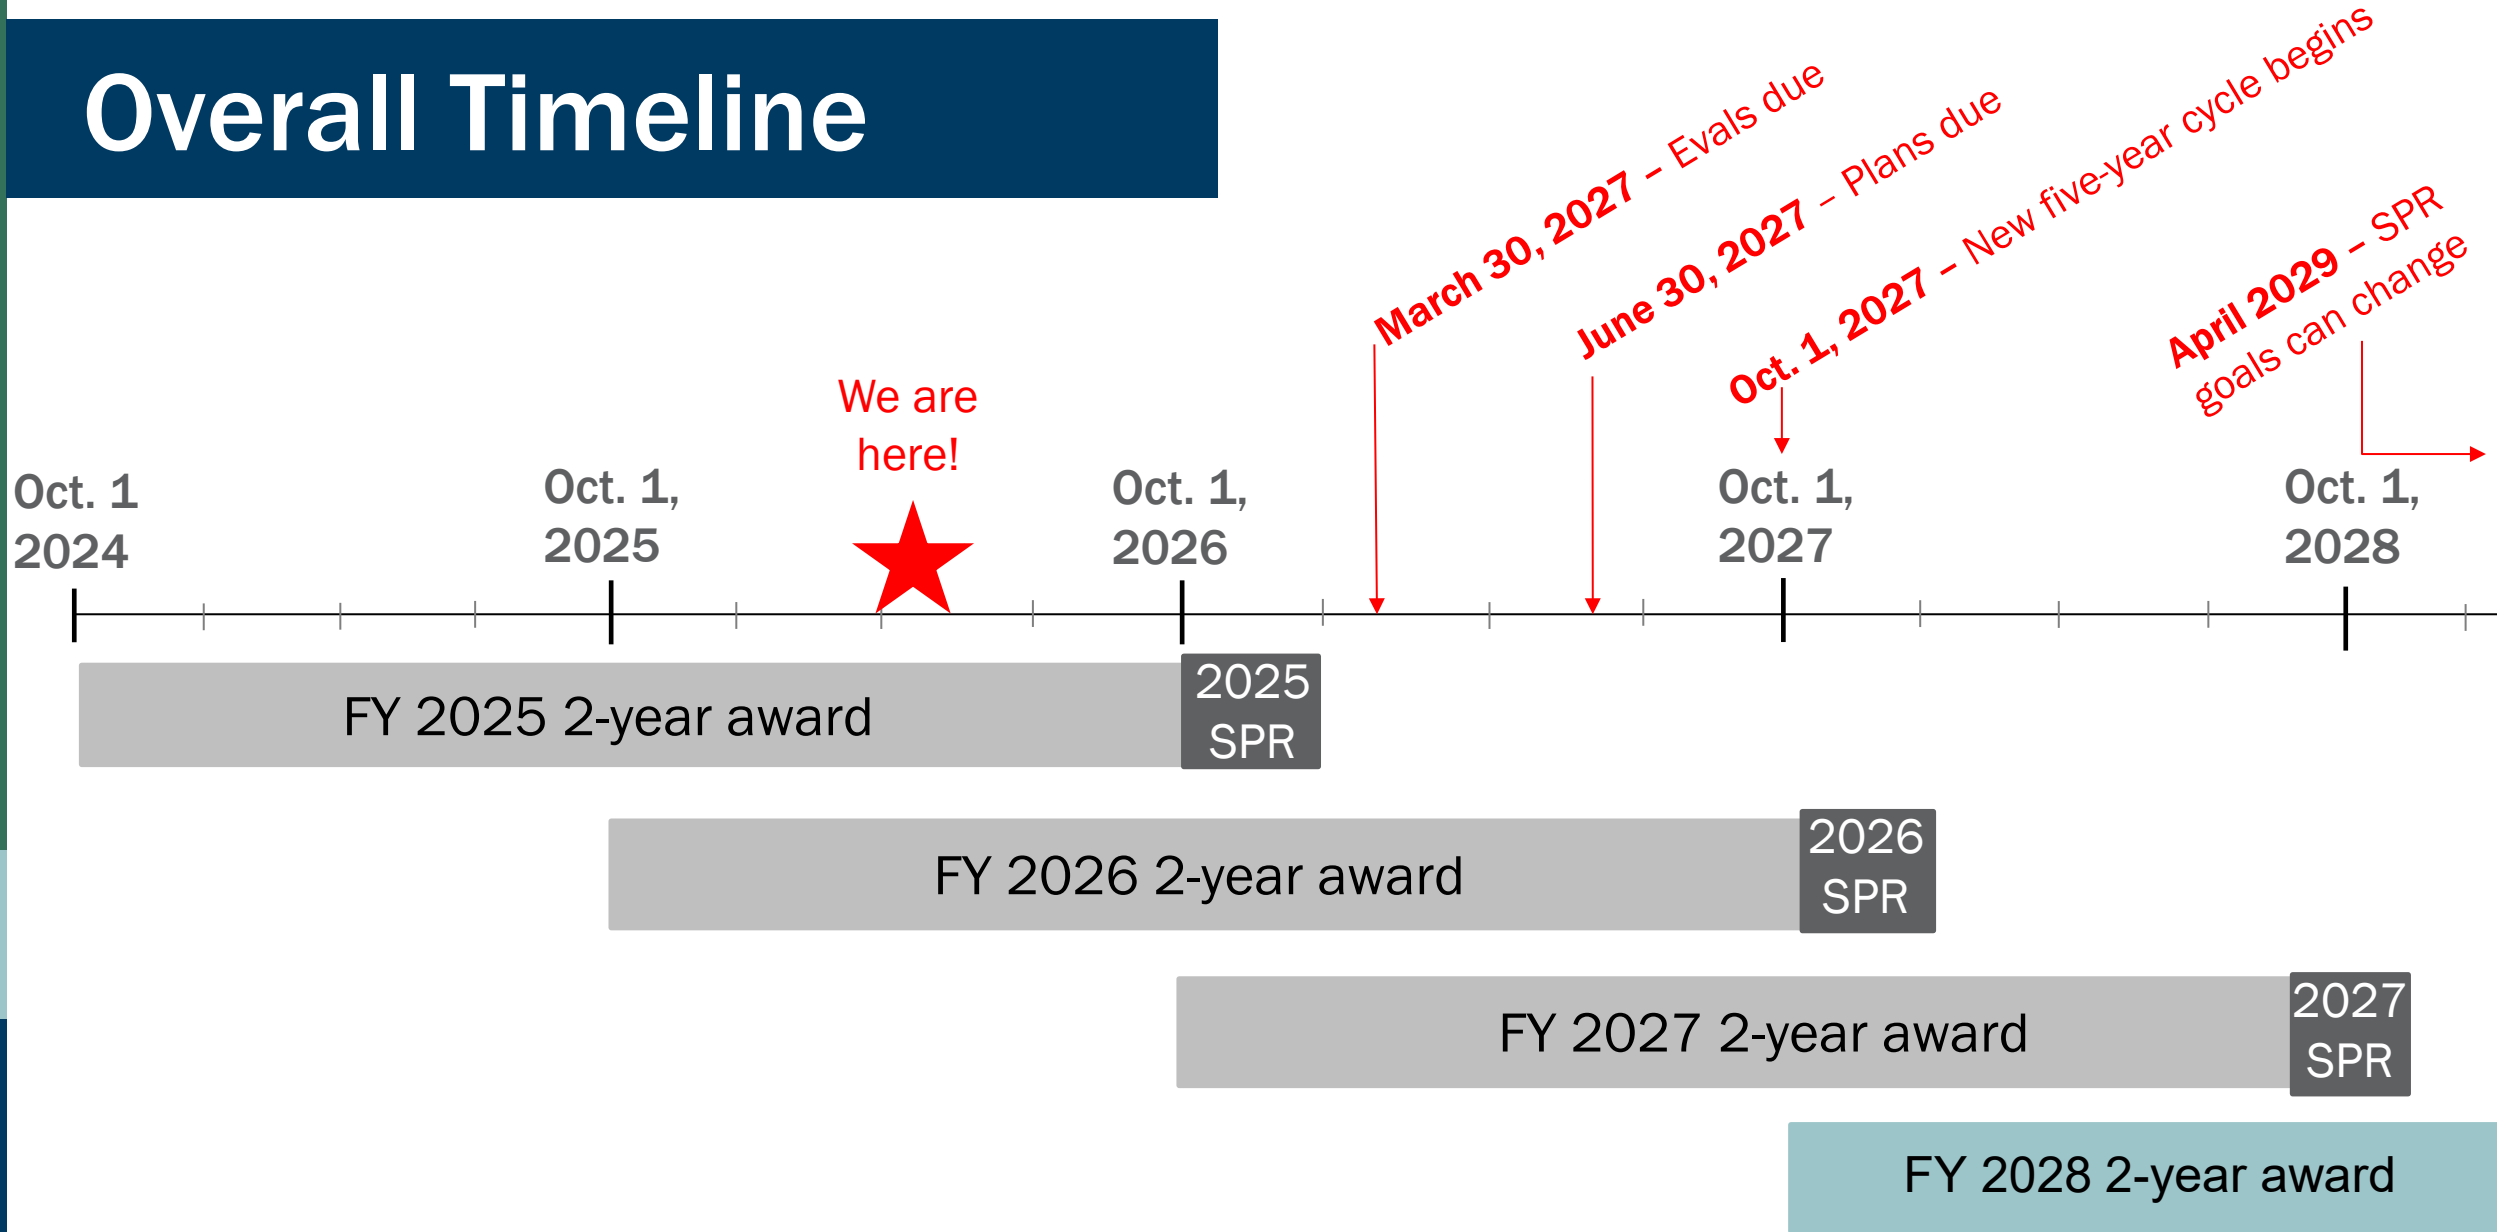 Overall Timeline
March 30, 2027 – Evals due
June 30, 2027 – Plans due
Oct. 1, 2027 – New five-year cycle begins
April 2029 – SPR
goals can change
We are
here!
Oct. 1
2024
Oct. 1,
2025
Oct. 1,
2026
Oct. 1,
2027
Oct. 1,
2028
FY 2025 2-year award
2025
SPR
FY 2026 2-year award
2026
SPR
FY 2027 2-year award
2027
SPR
FY 2028 2-year award